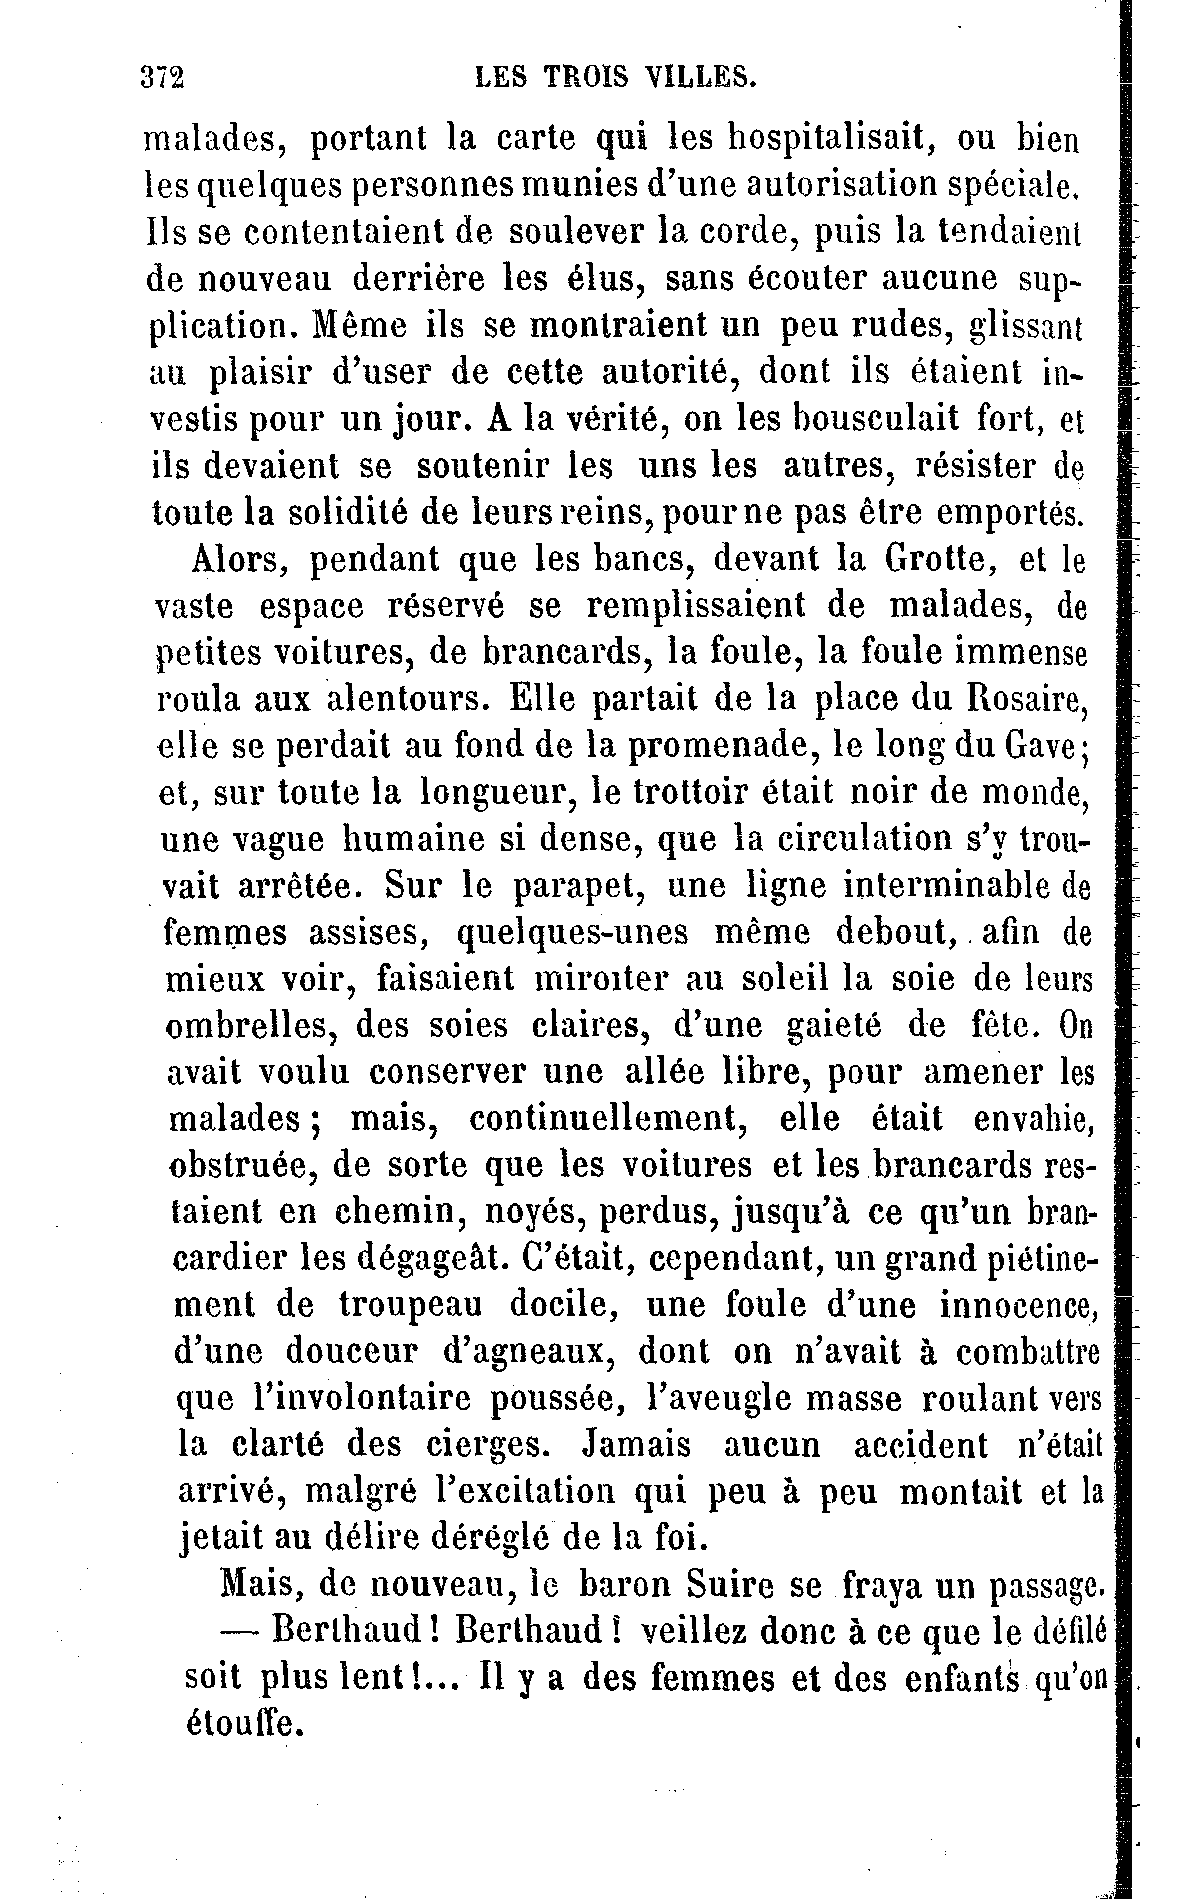 372 LES TROIS VILLES.
malades, portant la carte qui les hospitalisait, ou bien
les quelques personnes munies d'une autorisation spéciale.
Ils se contentaient de soulever la corde, puis la tendaient
de nouveau derrière les élus, sans écouter aucune sup-
plication. Même ils se montraient un peu rudes, glissant
au plaisir d'user de cette autorité, dont ils étaient in-
vestis pour un jour. A la vérité, on les bousculait fort, et
ils devaient se soutenir les uns les autres, résister de
toute la solidité de leurs reins, pour ne pas être emportés.
Alors, pendant que les bancs, devant la Grotte, et le
vaste espace réservé se remplissaient de malades, de
petites voitures, de brancards, la foule, la foule immense
roula aux alentours. Elle partait de la place du Rosaire,
elle se perdait au fond de la promenade, le long du Gave;
et, sur toute la longueur, le trottoir était noir de monde,
une vague humaine si dense, que la circulation s'y trou-
vait arrêtée. Sur le parapet, une ligne interminable de
femmes assises, quelques-unes même debout, afin de
mieux voir, faisaient miroiter au soleil la soie de leurs
ombrelles, des soies claires, d'une gaieté de fête. On
avait voulu conserver une allée libre, pour amener les
malades ; mais, continuellement, elle était envahie,
obstruée, de sorte que les voitures et les brancards res-
taient en chemin, noyés, perdus, jusqu'à ce qu'un bran-
cardier les dégageât. C'était, cependant, un grand piétine-
ment de troupeau docile, une foule d'une innocence,
d'une douceur d'agneaux, dont on n'avait à combattre
que l'involontaire poussée, l'aveugle masse roulant vers
la clarté des cierges. Jamais aucun accident n'était
arrivé, malgré l'excitation qui peu à peu montait et la
jetait au délire déréglé de la foi.
Mais, de nouveau, le baron Suire se fraya un passage.
— Berthaud ! Berthaud ! veillez donc à ce que le défilé
soit plus lent !... Il y a des femmes et des enfants qu'on
étouffe.